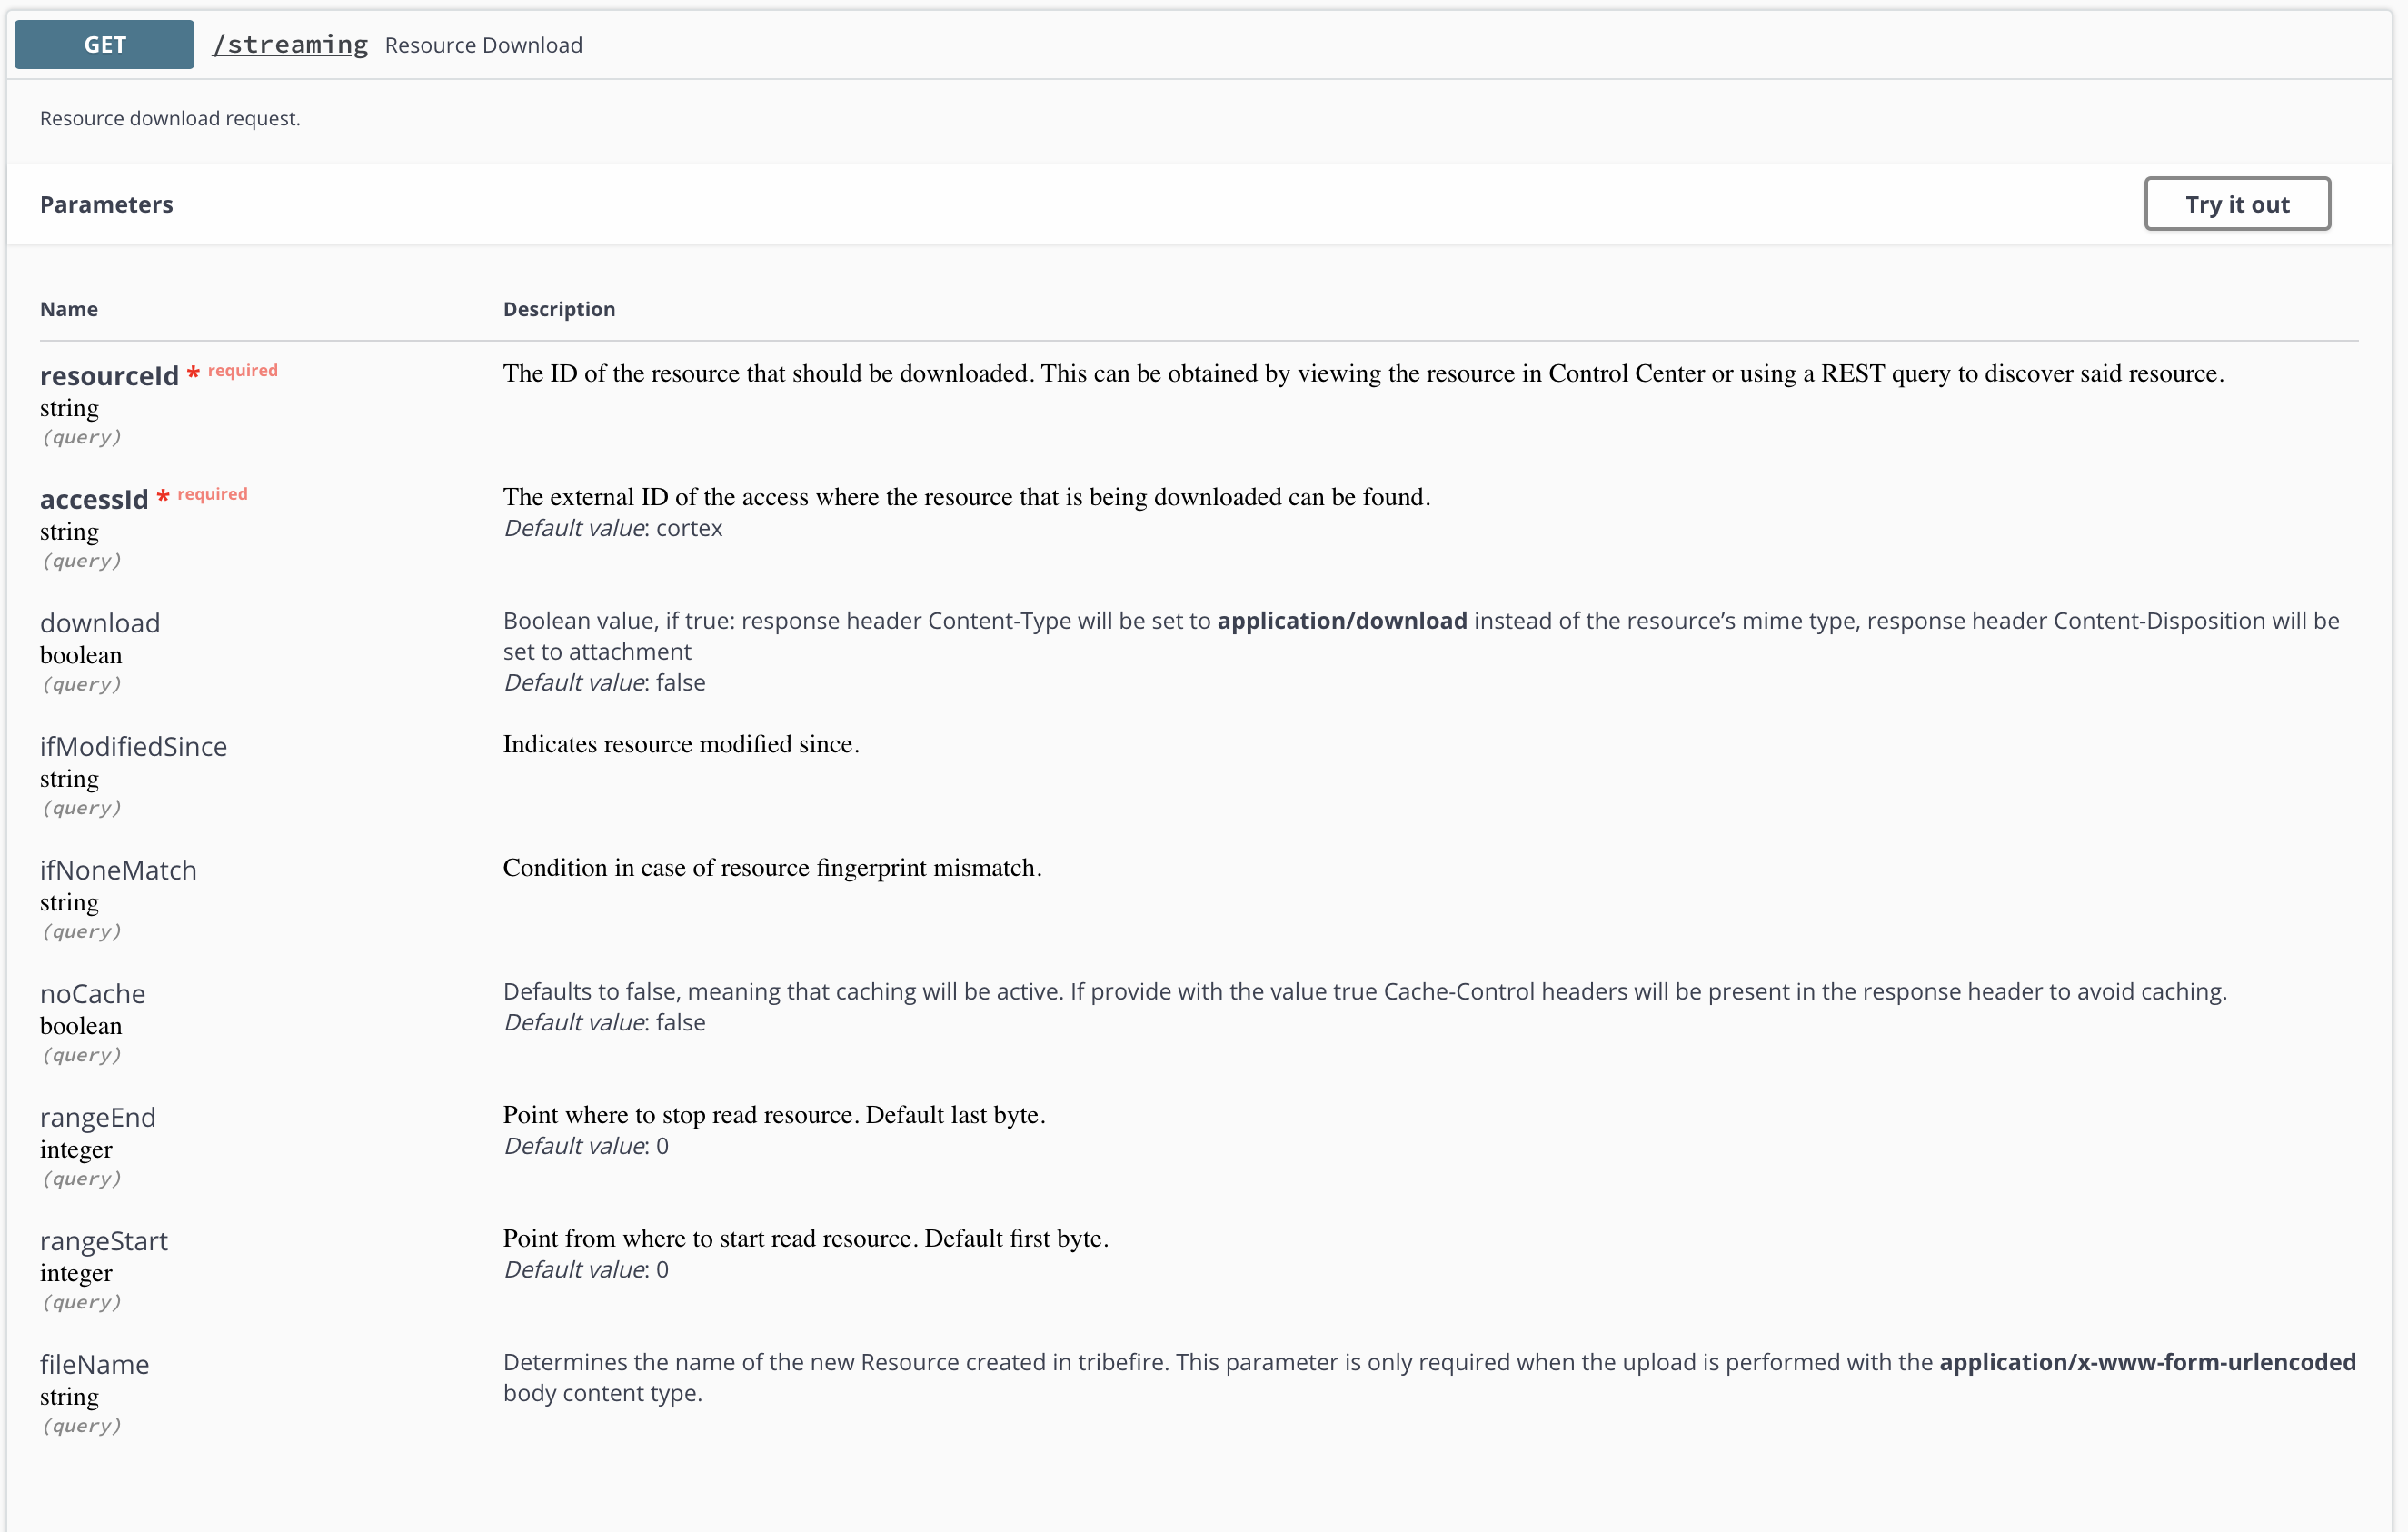 GET /streaming Resource Download
Resource download request.
Parameters Try it out
Name Description
resourceId * required The ID of the resource that should be downloaded. This can be obtained by viewing the resource in Control Center or using a REST query to discover said resource.
string
(query)
accessId * required The external ID of the access where the resource that is being downloaded can be found.
string Default value: cortex
(query)
download Boolean value, if true: response header Content-Type will be set to application/download instead of the resource’s mime type, response header Content-Disposition will be
boolean set to attachment
(query) Default value: false
ifModifiedSince Indicates resource modified since.
string
(query)
ifNoneMatch Condition in case of resource fingerprint mismatch.
string
(query)
noCache Defaults to false, meaning that caching will be active. If provide with the value true Cache-Control headers will be present in the response header to avoid caching.
boolean Default value: false
(query)
rangeEnd Point where to stop read resource. Default last byte.
integer Default value: 0
(query)
rangeStart Point from where to start read resource. Default first byte.
integer Default value: 0
(query)
fileName Determines the name of the new Resource created in tribefire. This parameter is only required when the upload is performed with the application/x-www-form-urlencoded
string body content type.
(query)